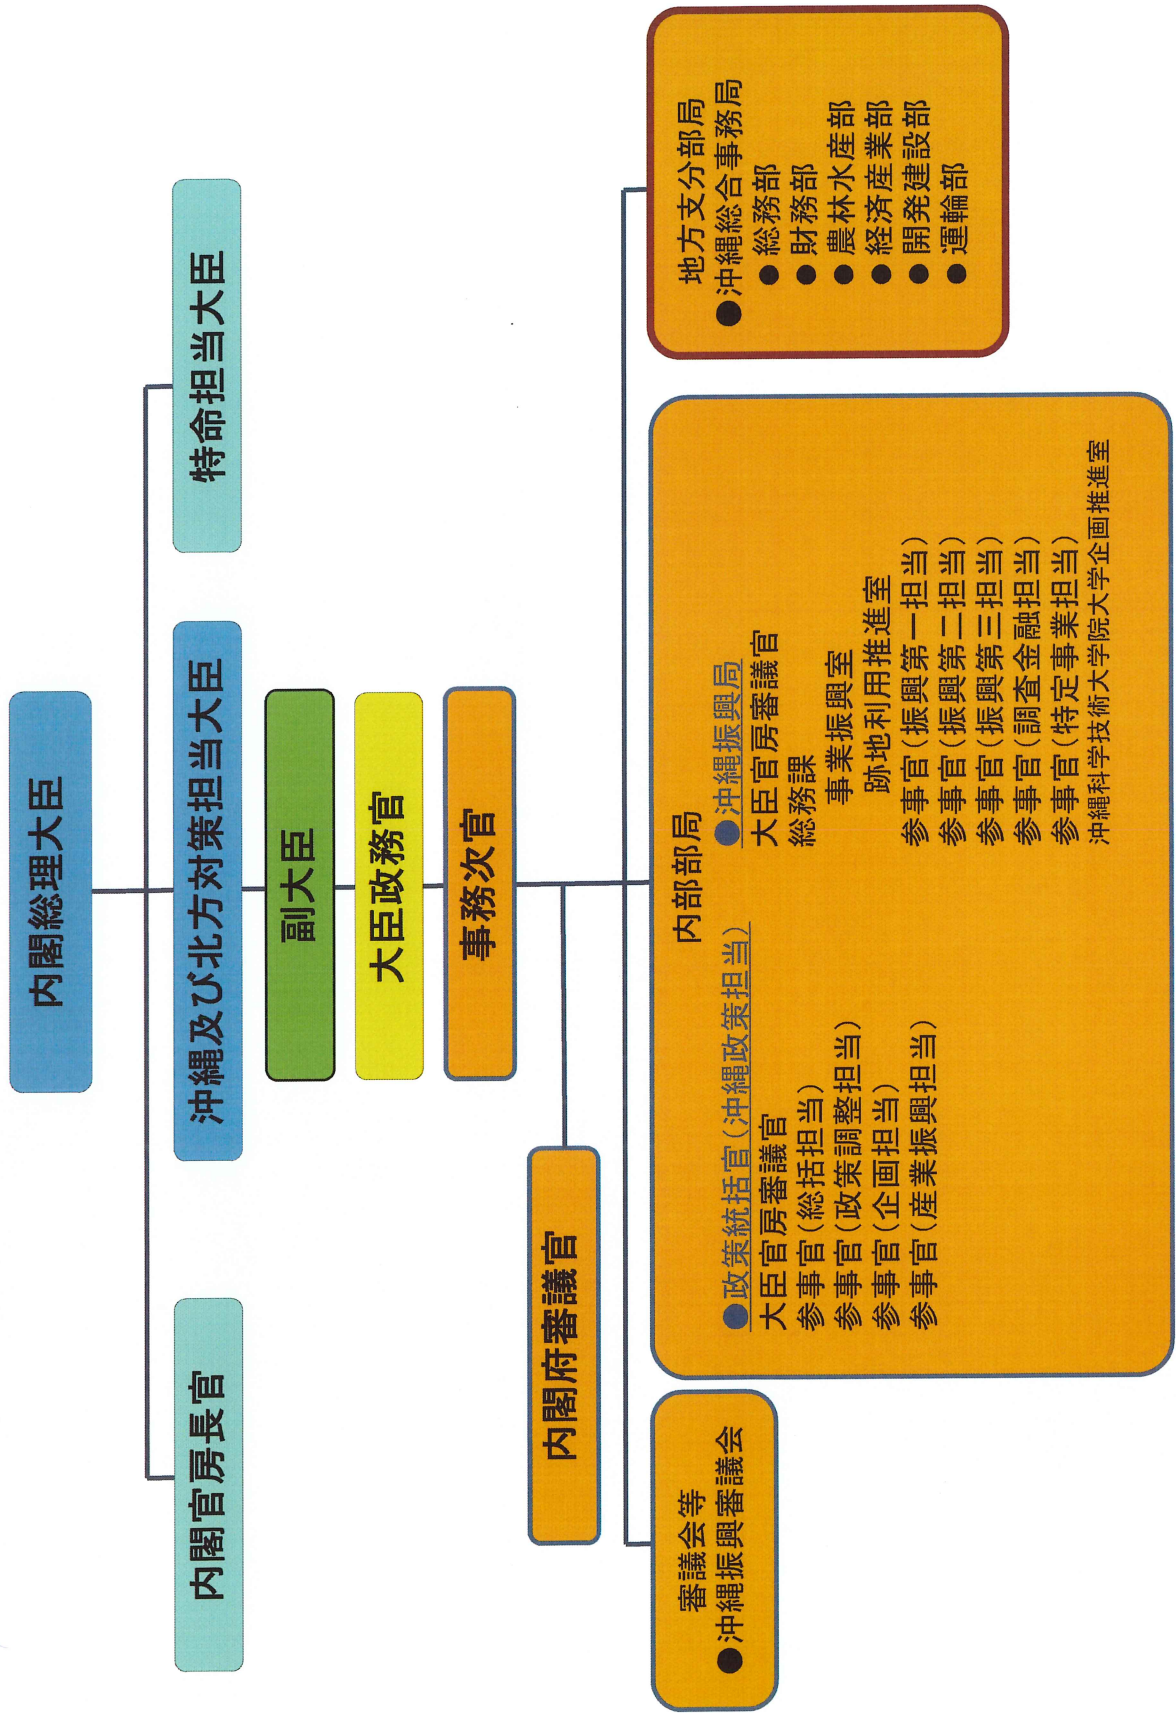 内閣総理大臣
内閣官房長官
沖縄及び北方対策担当大臣
特命担当大臣
副大臣
大臣政務官
事務次官
内閣府審議官
審議会等
●沖縄振興審議会
内部部局
●政策統括官(沖縄政策担当)
大臣官房審議官
参事官(総括担当)
参事官(政策調整担当)
参事官(企画担当)
参事官(産業振興担当)
●沖縄振興局
大臣官房審議官
総務課
事業振興室
跡地利用推進室
参事官(振興第一担当)
参事官(振興第二担当)
参事官(振興第三担当)
参事官(調査金融担当)
参事官(特定事業担当)
沖縄科学技術大学院大学企画推進室
地方支分部局
●沖縄総合事務局
●総務部
●財務部
●農林水産部
●経済産業部
●開発建設部
●運輸部